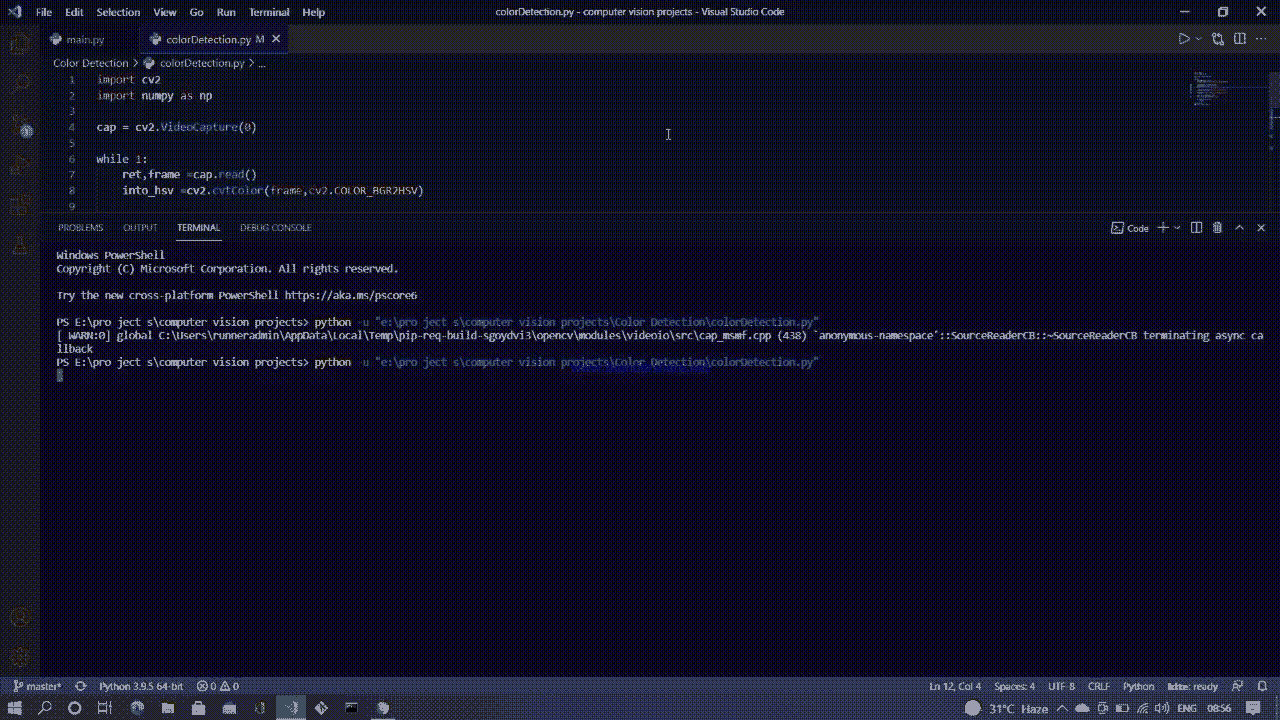 File Edit Selection View Go Run Terminal Help colorDetection.py - computer vision projects - Visual Studio Code
main.py colorDetection.py M
Color Detection > colorDetection.py > ...
1 import cv2
2 import numpy as np
3
4 cap = cv2.VideoCapture(0)
5
6 while 1:
7 ret,frame =cap.read()
8 into_hsv =cv2.cvtColor(frame,cv2.COLOR_BGR2HSV)
9
PROBLEMS OUTPUT TERMINAL DEBUG CONSOLE Code
Windows PowerShell
Copyright (C) Microsoft Corporation. All rights reserved.
Try the new cross-platform PowerShell https://aka.ms/pscore6
PS E:\pro ject s\computer vision projects> python -u "e:\pro ject s\computer vision projects\Color Detection\colorDetection.py"
[ WARN:0] global C:\Users\runneradmin\AppData\Local\Temp\pip-req-build-sgoydvi3\opencv\modules\videoio\src\cap_msmf.cpp (438) `anonymous-namespace'::SourceReaderCB::~SourceReaderCB terminating async ca
llback
PS E:\pro ject s\computer vision projects> python -u "e:\pro ject s\computer vision projects\Color Detection\colorDetection.py"
master* Python 3.9.5 64-bit 0 0 Ln 12, Col 4 Spaces: 4 UTF-8 CRLF Python kite: ready
31°C Haze ENG 08:56